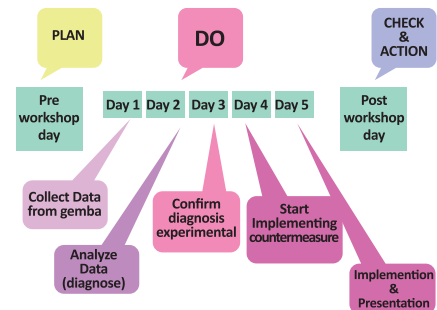 PLAN
DO
CHECK
&
ACTION
Pre
workshop
day
Day 1
Day 2
Day 3
Day 4
Day 5
Post
workshop
day
Collect Data
from gemba
Analyze
Data
(diagnose)
Confirm
diagnosis
experimental
Start
Implementing
countermeasure
Implemention
&
Presentation